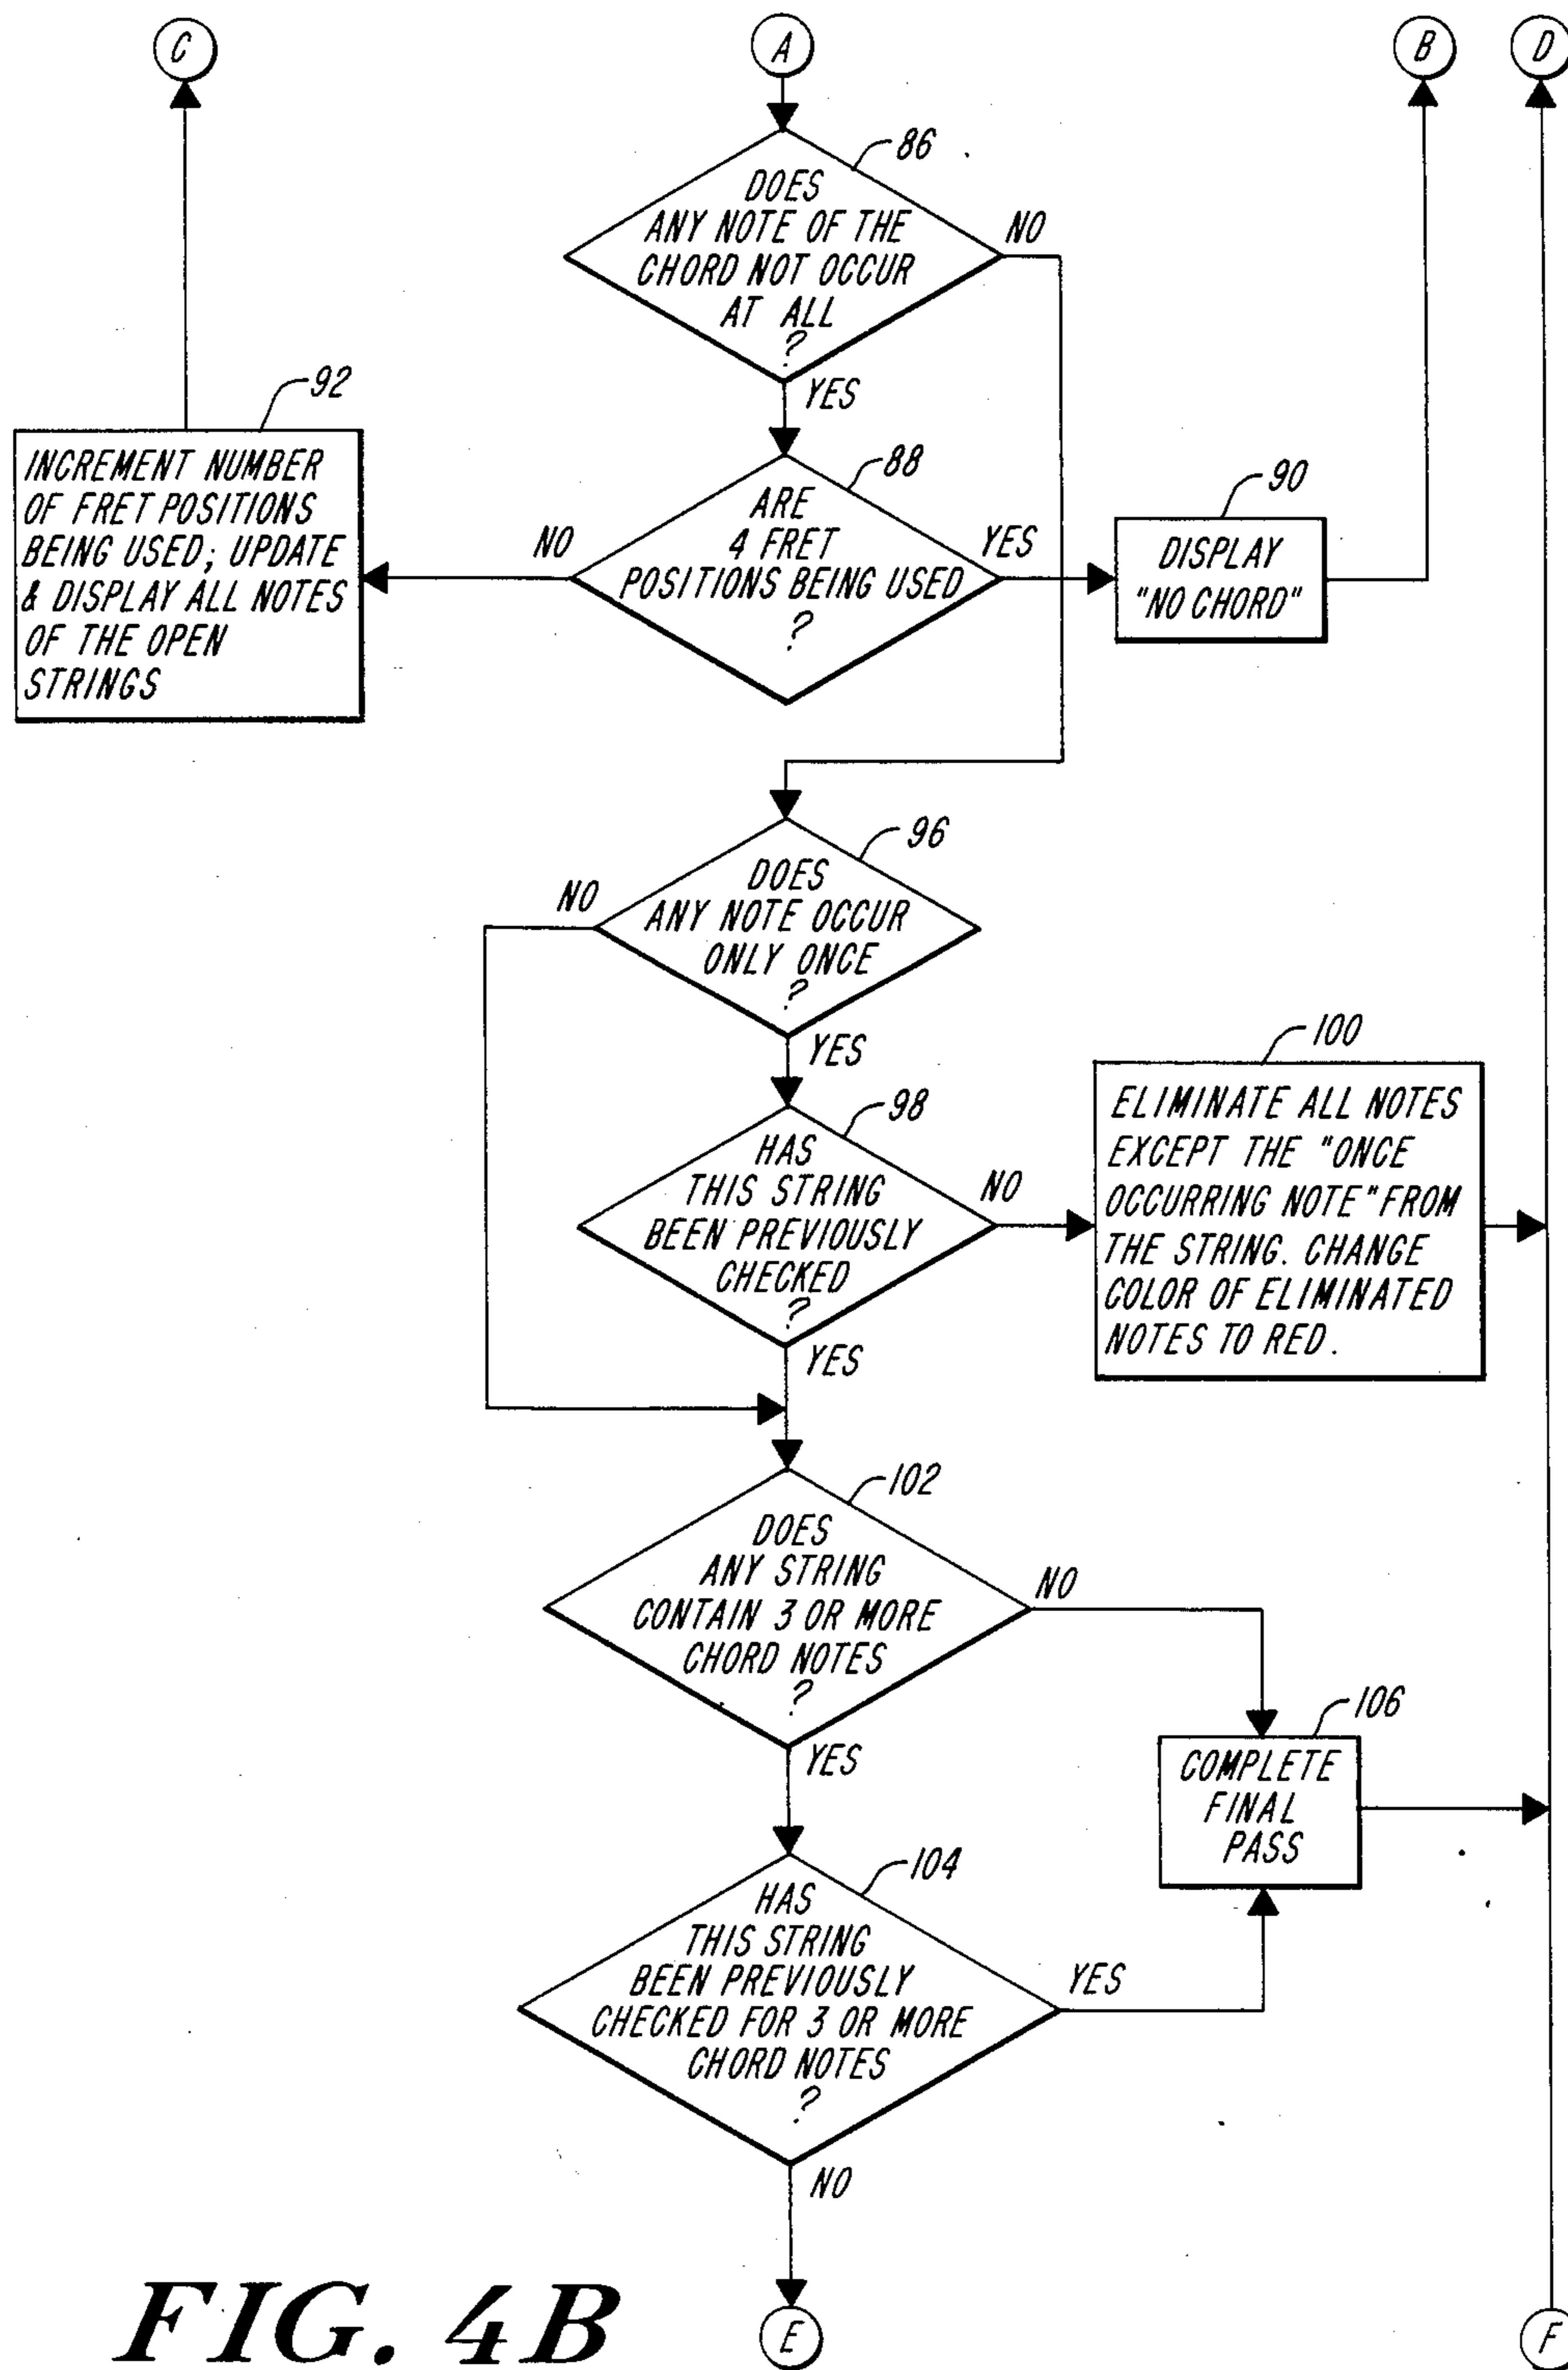 C
A
B
D
86
DOES
ANY NOTE OF THE
CHORD NOT OCCUR
AT ALL
?
NO
YES
92
INCREMENT NUMBER
OF FRET POSITIONS
BEING USED; UPDATE
& DISPLAY ALL NOTES
OF THE OPEN
STRINGS
NO
88
ARE
4 FRET
POSITIONS BEING USED
?
YES
90
DISPLAY
"NO CHORD"
96
DOES
ANY NOTE OCCUR
ONLY ONCE
?
NO
YES
98
HAS
THIS STRING
BEEN PREVIOUSLY
CHECKED
?
NO
YES
100
ELIMINATE ALL NOTES
EXCEPT THE "ONCE
OCCURRING NOTE" FROM
THE STRING. CHANGE
COLOR OF ELIMINATED
NOTES TO RED.
102
DOES
ANY STRING
CONTAIN 3 OR MORE
CHORD NOTES
?
NO
YES
106
COMPLETE
FINAL
PASS
104
HAS
THIS STRING
BEEN PREVIOUSLY
CHECKED FOR 3 OR MORE
CHORD NOTES
?
YES
NO
E
F
FIG. 4B